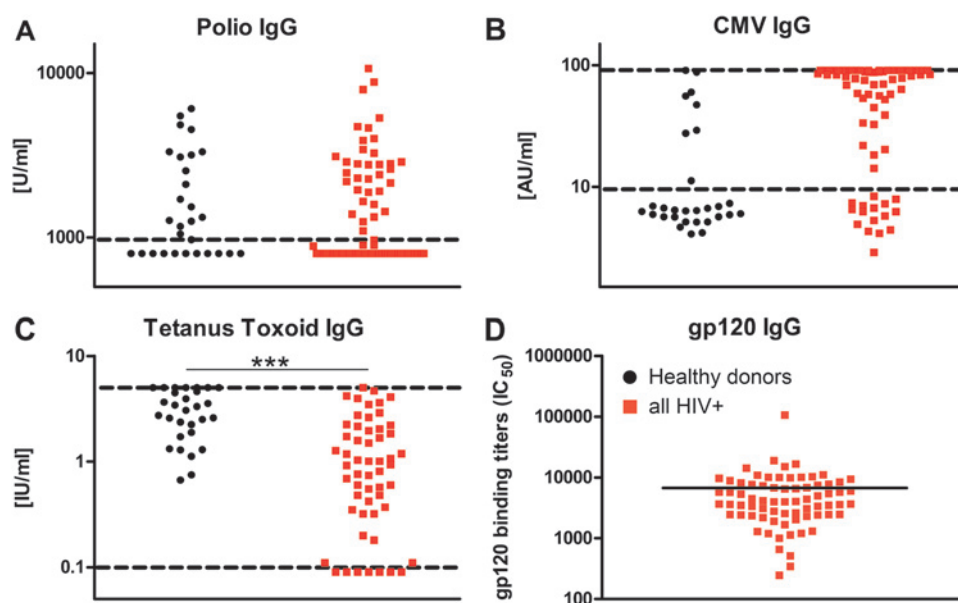 A
Polio IgG
[U/ml]
10000
1000
B
CMV IgG
[AU/ml]
100
10
C
Tetanus Toxoid IgG
[IU/ml]
10
1
0.1
***
D
gp120 IgG
gp120 binding titers (IC50)
1000000
100000
10000
1000
100
Healthy donors
all HIV+